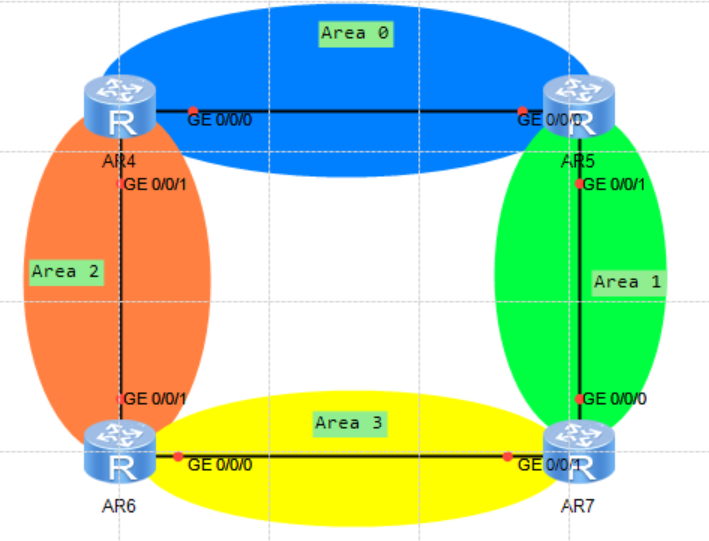 Area 0
R
R
GE 0/0/0
GE 0/0/0
AR4
AR5
GE 0/0/1
GE 0/0/1
Area 2
Area 1
GE 0/0/1
GE 0/0/0
Area 3
R
R
GE 0/0/0
GE 0/0/1
AR6
AR7